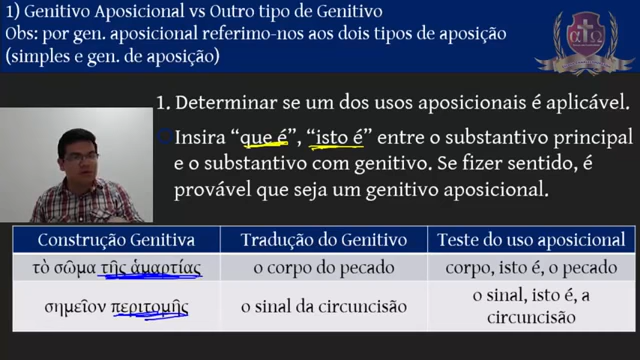 1) Genitivo Aposicional vs Outro tipo de Genitivo
Obs: por gen. aposicional referimo-nos aos dois tipos de aposição
(simples e gen. de aposição)
1. Determinar se um dos usos aposicionais é aplicável.
Insira “que é”, “isto é” entre o substantivo principal
e o substantivo com genitivo. Se fizer sentido, é
provável que seja um genitivo aposicional.
Construção Genitiva Tradução do Genitivo Teste do uso aposicional
τὸ σῶμα τῆς ἁμαρτίας o corpo do pecado corpo, isto é, o pecado
σημεῖον περιτομῆς o sinal da circuncisão o sinal, isto é, a
circuncisão
α Ω